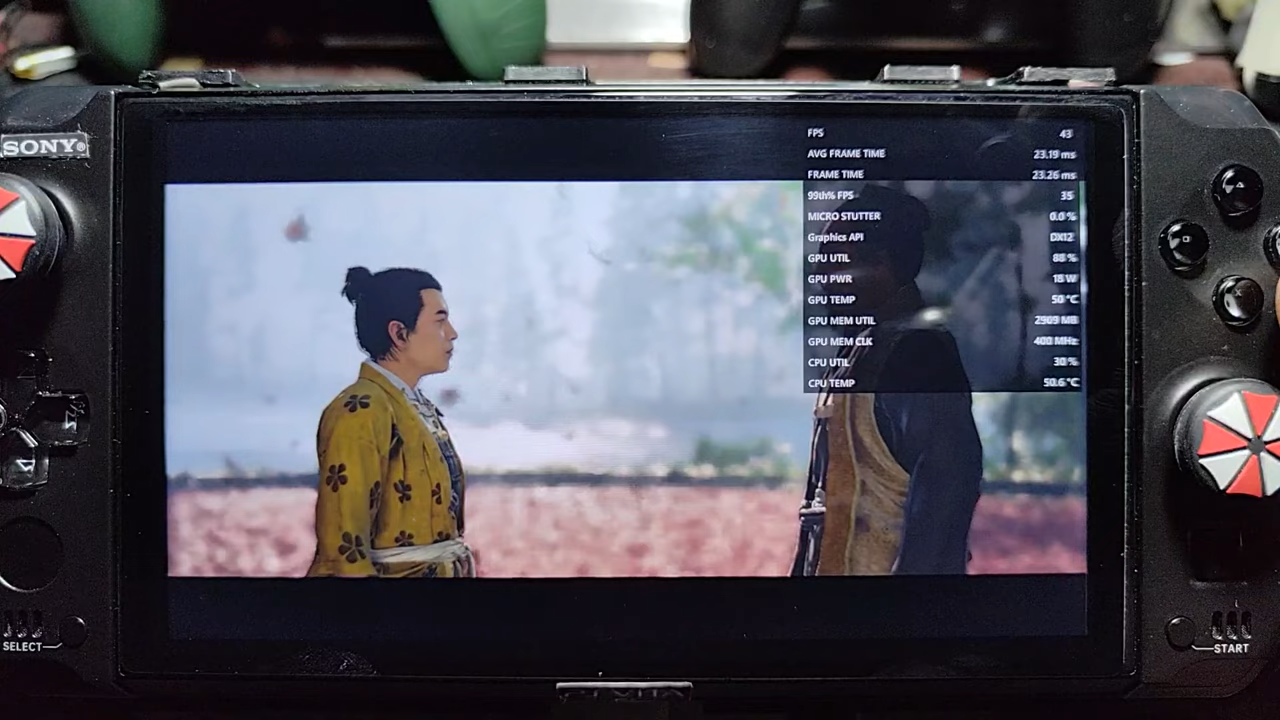 SONY®
FPS 43
AVG FRAME TIME 23.19 ms
FRAME TIME 23.26 ms
99th% FPS 35
MICRO STUTTER 0.0 %
Graphics API DX12
GPU UTIL 88 %
GPU PWR 18 W
GPU TEMP 50 °C
GPU MEM UTIL 2909 MB
GPU MEM CLK 400 MHz
CPU UTIL 30 %
CPU TEMP 50.6 °C
SELECT
START
PSVITA